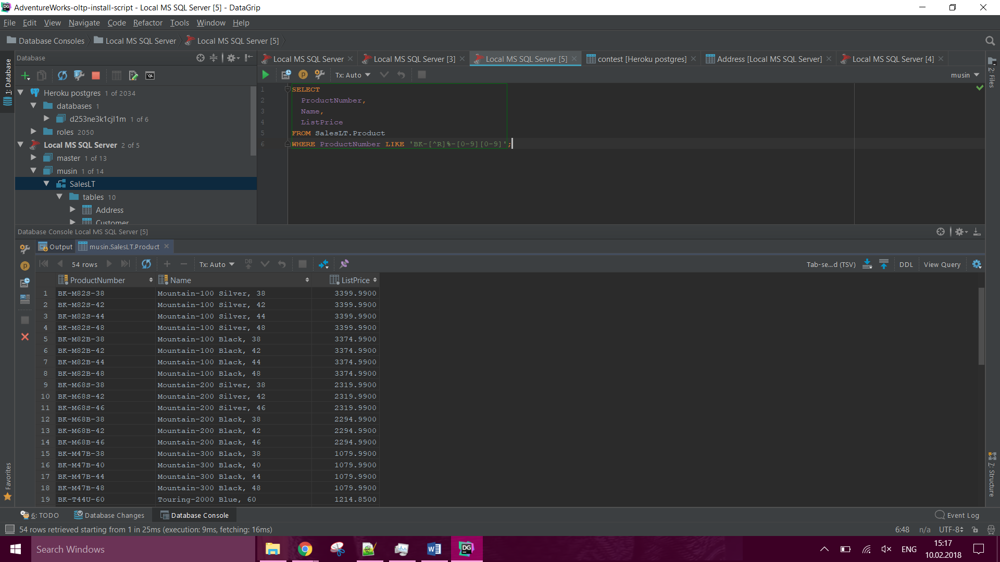 AdventureWorks-oltp-install-script - Local MS SQL Server [5] - DataGrip
File Edit View Navigate Code Refactor Tools Window Help
Database Consoles Local MS SQL Server Local MS SQL Server [5]
Database
1: Database
Local MS SQL Server Local MS SQL Server [3] Local MS SQL Server [5] contest [Heroku postgres] Address [Local MS SQL Server] Local MS SQL Server [4]
2: Files
Tx: Auto musin
Heroku postgres 1 of 2034
databases 1
d253ne3k1cjl1m 1 of 6
roles 2050
Local MS SQL Server 2 of 5
master 1 of 13
musin 1 of 14
SalesLT
tables 10
Address
Customer
1 SELECT
2 ProductNumber,
3 Name,
4 ListPrice
5 FROM SalesLT.Product
6 WHERE ProductNumber LIKE 'BK-[^R]%-[0-9][0-9]';
Database Console Local MS SQL Server [5]
Output musin.SalesLT.Product
54 rows Tx: Auto DB Tab-se...d (TSV) DDL View Query
ProductNumber Name ListPrice
1 BK-M82S-38 Mountain-100 Silver, 38 3399.9900
2 BK-M82S-42 Mountain-100 Silver, 42 3399.9900
3 BK-M82S-44 Mountain-100 Silver, 44 3399.9900
4 BK-M82S-48 Mountain-100 Silver, 48 3399.9900
5 BK-M82B-38 Mountain-100 Black, 38 3374.9900
6 BK-M82B-42 Mountain-100 Black, 42 3374.9900
7 BK-M82B-44 Mountain-100 Black, 44 3374.9900
8 BK-M82B-48 Mountain-100 Black, 48 3374.9900
9 BK-M68S-38 Mountain-200 Silver, 38 2319.9900
10 BK-M68S-42 Mountain-200 Silver, 42 2319.9900
11 BK-M68S-46 Mountain-200 Silver, 46 2319.9900
12 BK-M68B-38 Mountain-200 Black, 38 2294.9900
13 BK-M68B-42 Mountain-200 Black, 42 2294.9900
14 BK-M68B-46 Mountain-200 Black, 46 2294.9900
15 BK-M47B-38 Mountain-300 Black, 38 1079.9900
16 BK-M47B-40 Mountain-300 Black, 40 1079.9900
17 BK-M47B-44 Mountain-300 Black, 44 1079.9900
18 BK-M47B-48 Mountain-300 Black, 48 1079.9900
19 BK-T44U-60 Touring-2000 Blue, 60 1214.8500
Favorites
7: Structure
6: TODO Database Changes Database Console Event Log
54 rows retrieved starting from 1 in 25ms (execution: 9ms, fetching: 16ms) 6:48 n/a UTF-8
Search Windows DG ENG 15:17
10.02.2018